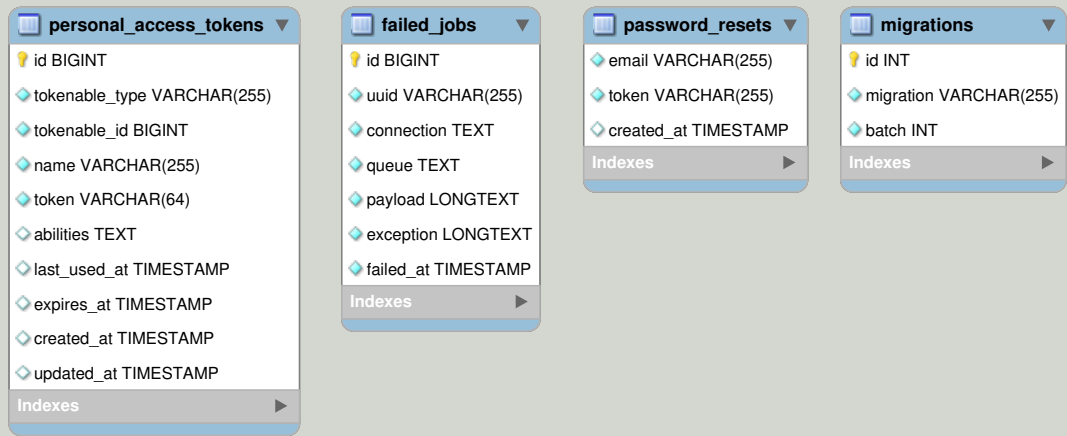 personal_access_tokens
id BIGINT
tokenable_type VARCHAR(255)
tokenable_id BIGINT
name VARCHAR(255)
token VARCHAR(64)
abilities TEXT
last_used_at TIMESTAMP
expires_at TIMESTAMP
created_at TIMESTAMP
updated_at TIMESTAMP
Indexes
failed_jobs
id BIGINT
uuid VARCHAR(255)
connection TEXT
queue TEXT
payload LONGTEXT
exception LONGTEXT
failed_at TIMESTAMP
Indexes
password_resets
email VARCHAR(255)
token VARCHAR(255)
created_at TIMESTAMP
Indexes
migrations
id INT
migration VARCHAR(255)
batch INT
Indexes